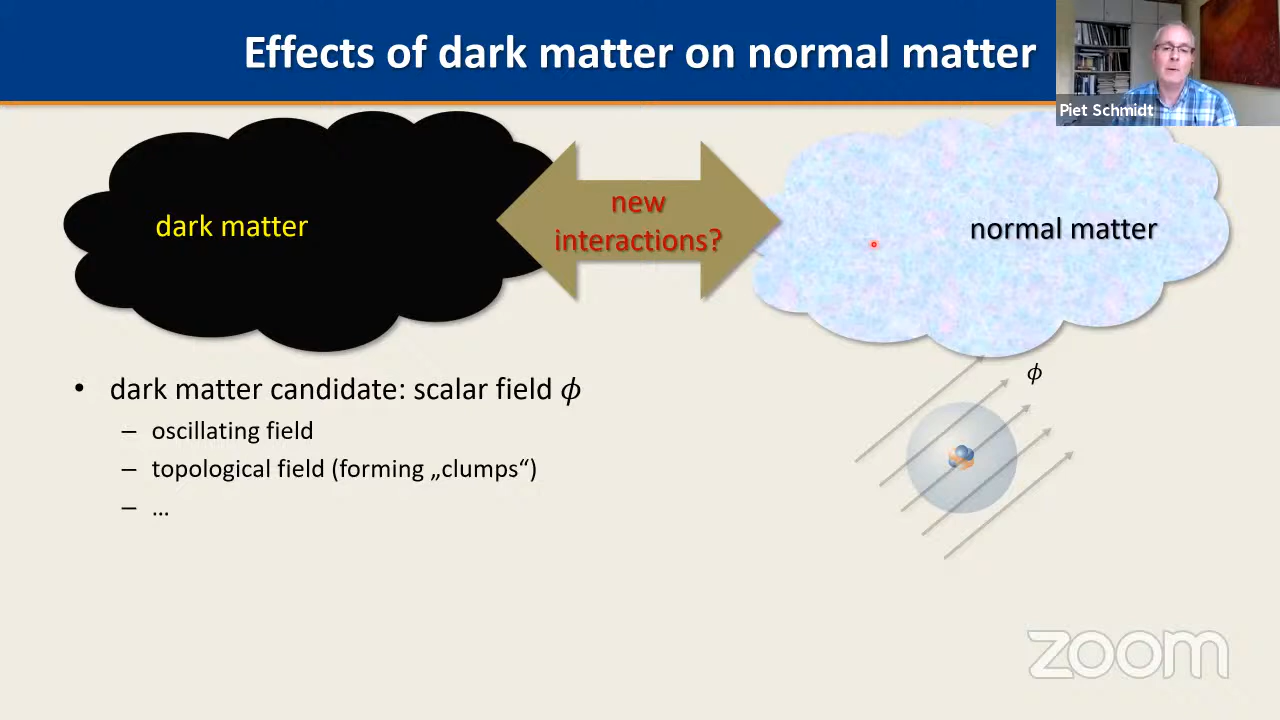 Effects of dark matter on normal matter
Piet Schmidt
dark matter
new
interactions?
normal matter
• dark matter candidate: scalar field ϕ
– oscillating field
– topological field (forming „clumps“)
– …
ϕ
zoom